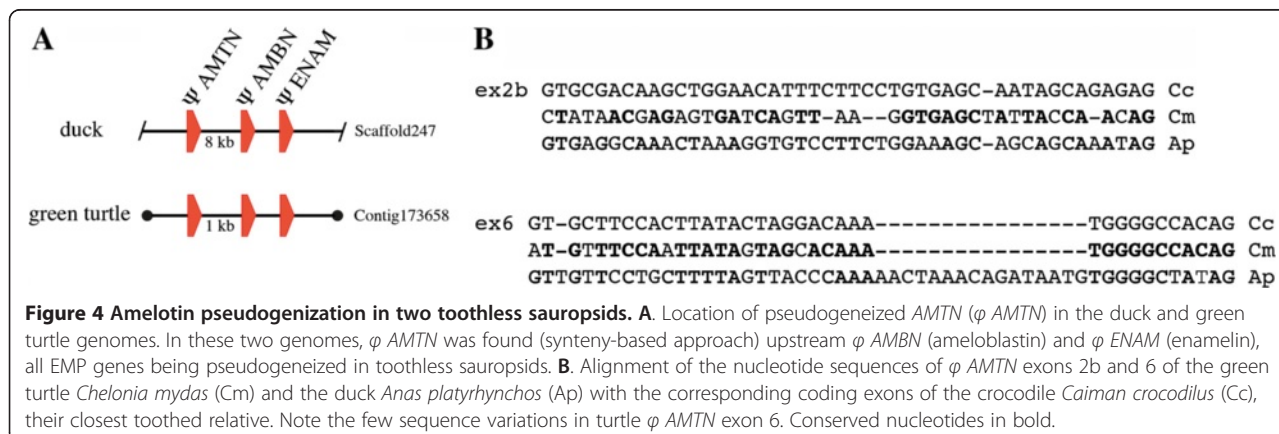 A
B
Ψ AMTN
Ψ AMBN
Ψ ENAM
duck
8 kb
Scaffold247
green turtle
1 kb
Contig173658
ex2b GTGCGACAAGCTGGAACATTTCTTCCTGTGAGC-AATAGCAGAGAG Cc
CTATAACGAGAGTGATCAGTT-AA--GGTGAGCTATTACCA-ACAG Cm
GTGAGGCAAACTAAAGGTGTCCTTCTGGAAAGC-AGCAGCAAATAG Ap
ex6 GT-GCTTCCACTTATACTAGGACAAA----------------TGGGGCCACAG Cc
AT-GTTTCCAATTATAGTAGCACAAA----------------TGGGGCCACAG Cm
GTTGTTCCTGCTTTTAGTTACCCAAAAACTAAACAGATAATGTGGGGCTATAG Ap
Figure 4 Amelotin pseudogenization in two toothless sauropsids. A. Location of pseudogeneized AMTN (φ AMTN) in the duck and green
turtle genomes. In these two genomes, φ AMTN was found (synteny-based approach) upstream φ AMBN (ameloblastin) and φ ENAM (enamelin),
all EMP genes being pseudogeneized in toothless sauropsids. B. Alignment of the nucleotide sequences of φ AMTN exons 2b and 6 of the green
turtle Chelonia mydas (Cm) and the duck Anas platyrhynchos (Ap) with the corresponding coding exons of the crocodile Caiman crocodilus (Cc),
their closest toothed relative. Note the few sequence variations in turtle φ AMTN exon 6. Conserved nucleotides in bold.